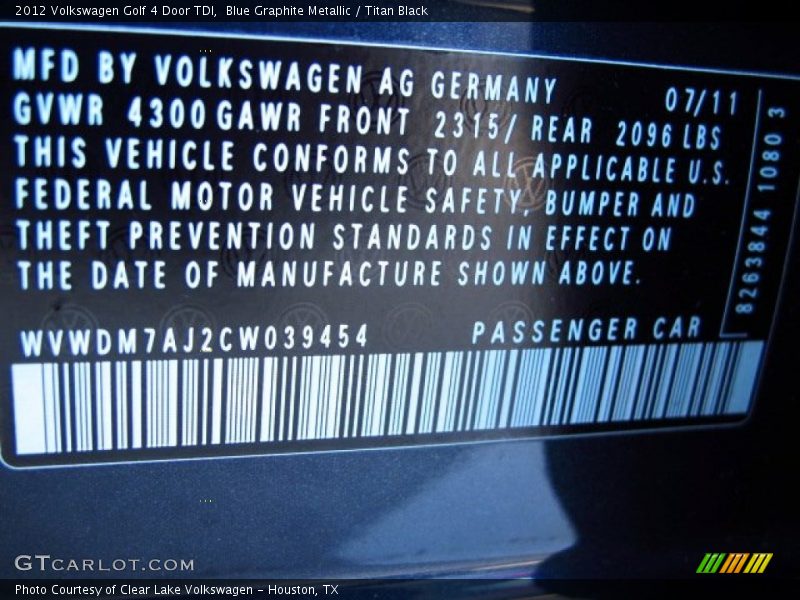 2012 Volkswagen Golf 4 Door TDI, Blue Graphite Metallic / Titan Black
MFD BY VOLKSWAGEN AG GERMANY 07/11
GVWR 4300 GAWR FRONT 2315/ REAR 2096 LBS
THIS VEHICLE CONFORMS TO ALL APPLICABLE U.S.
FEDERAL MOTOR VEHICLE SAFETY, BUMPER AND
THEFT PREVENTION STANDARDS IN EFFECT ON
THE DATE OF MANUFACTURE SHOWN ABOVE.
8263844 1080 3
WVWDM7AJ2CW039454 PASSENGER CAR
GTCARLOT.COM
Photo Courtesy of Clear Lake Volkswagen - Houston, TX